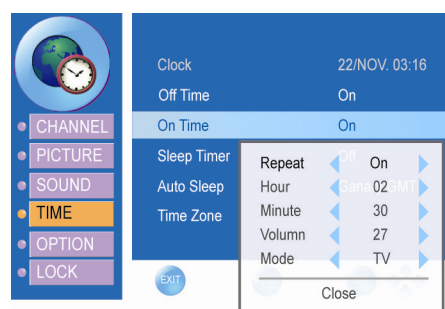 CHANNEL
PICTURE
SOUND
TIME
OPTION
LOCK
Clock 22/NOV. 03:16
Off Time On
On Time On
Sleep Timer Off
Auto Sleep
Time Zone
Repeat On
Hour 02
Minute 30
Volumn 27
Mode TV
Close
EXIT